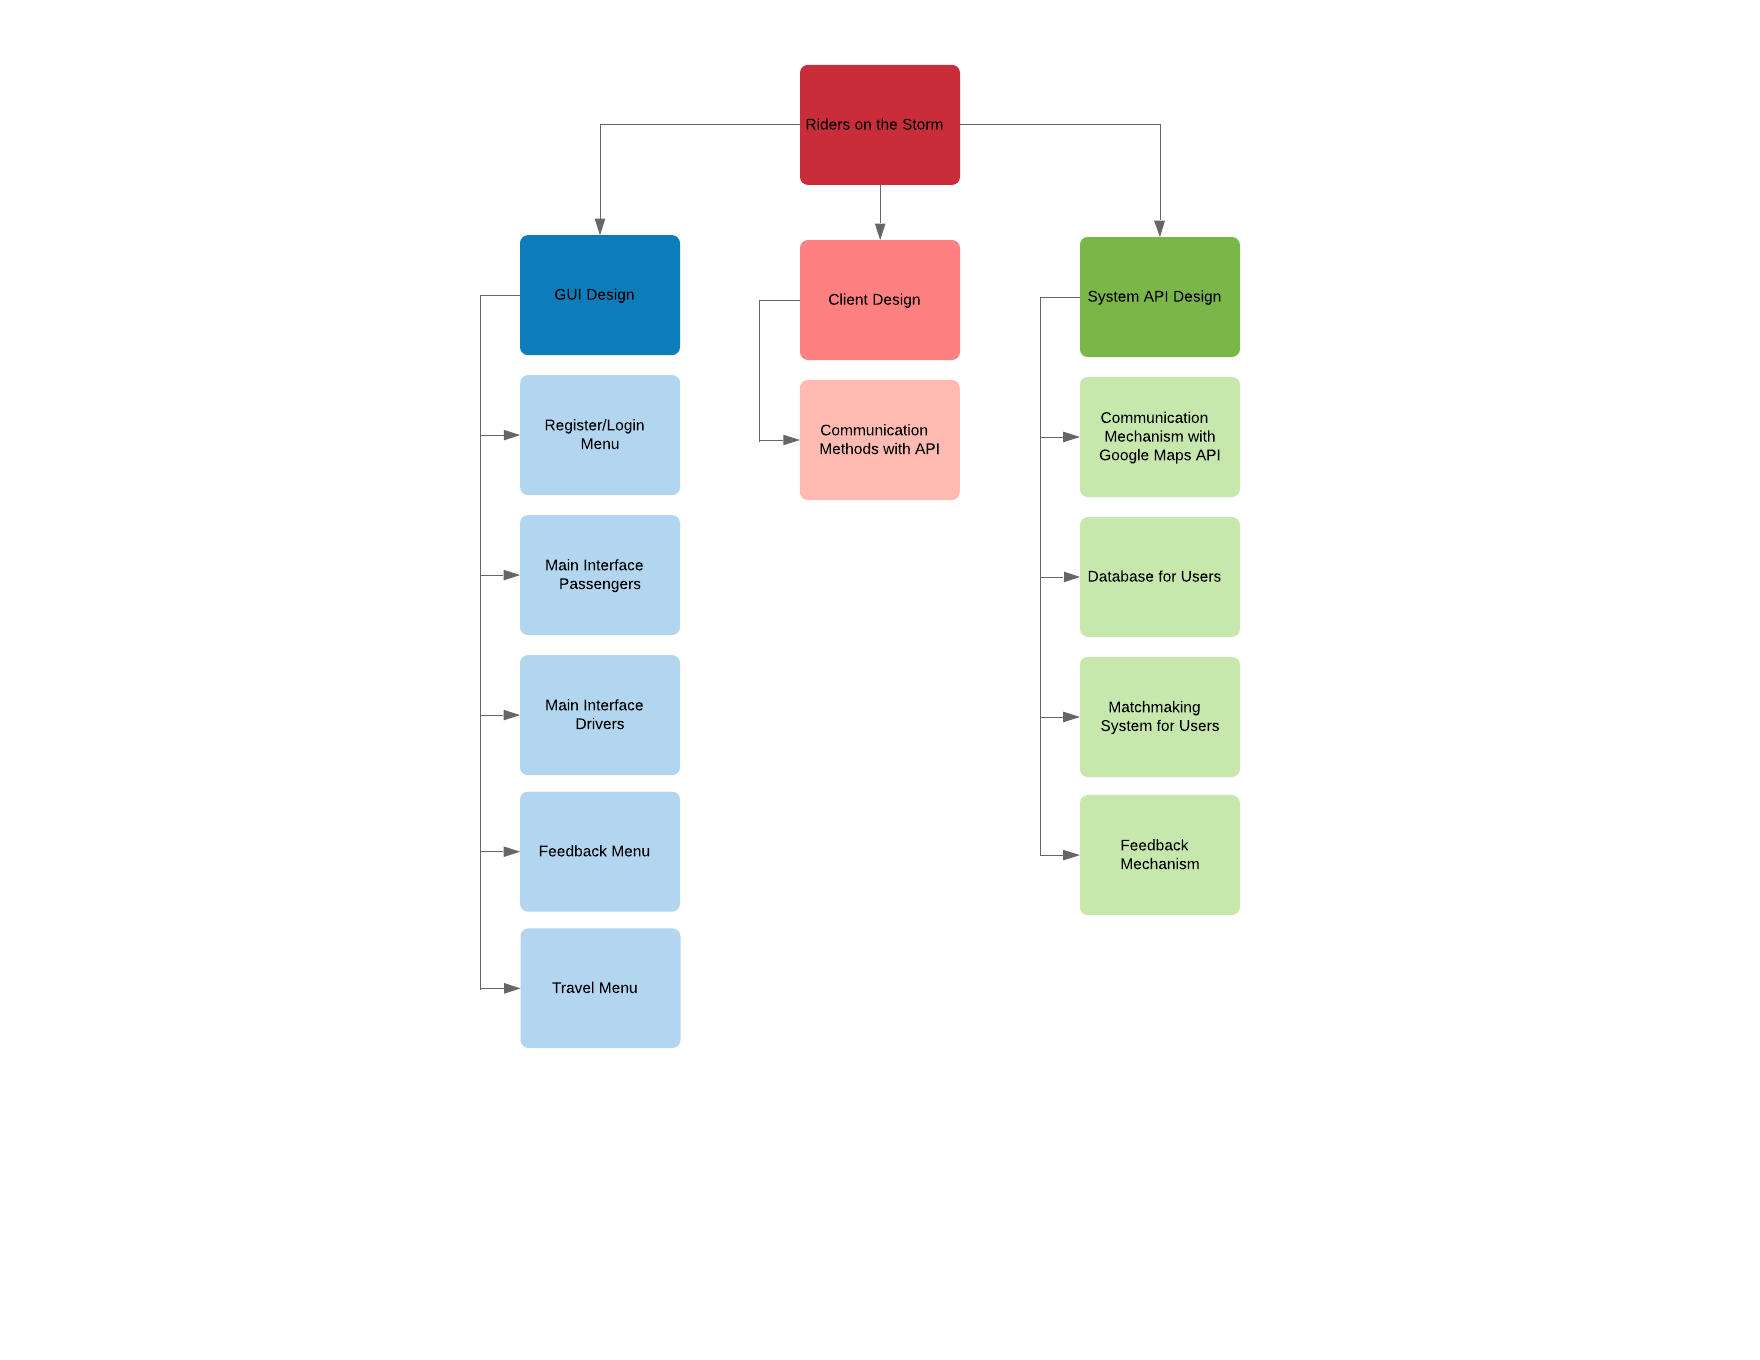 Riders on the Storm
GUI Design
Register/Login
Menu
Main Interface
Passengers
Main Interface
Drivers
Feedback Menu
Travel Menu
Client Design
Communication
Methods with API
System API Design
Communication
Mechanism with
Google Maps API
Database for Users
Matchmaking
System for Users
Feedback
Mechanism